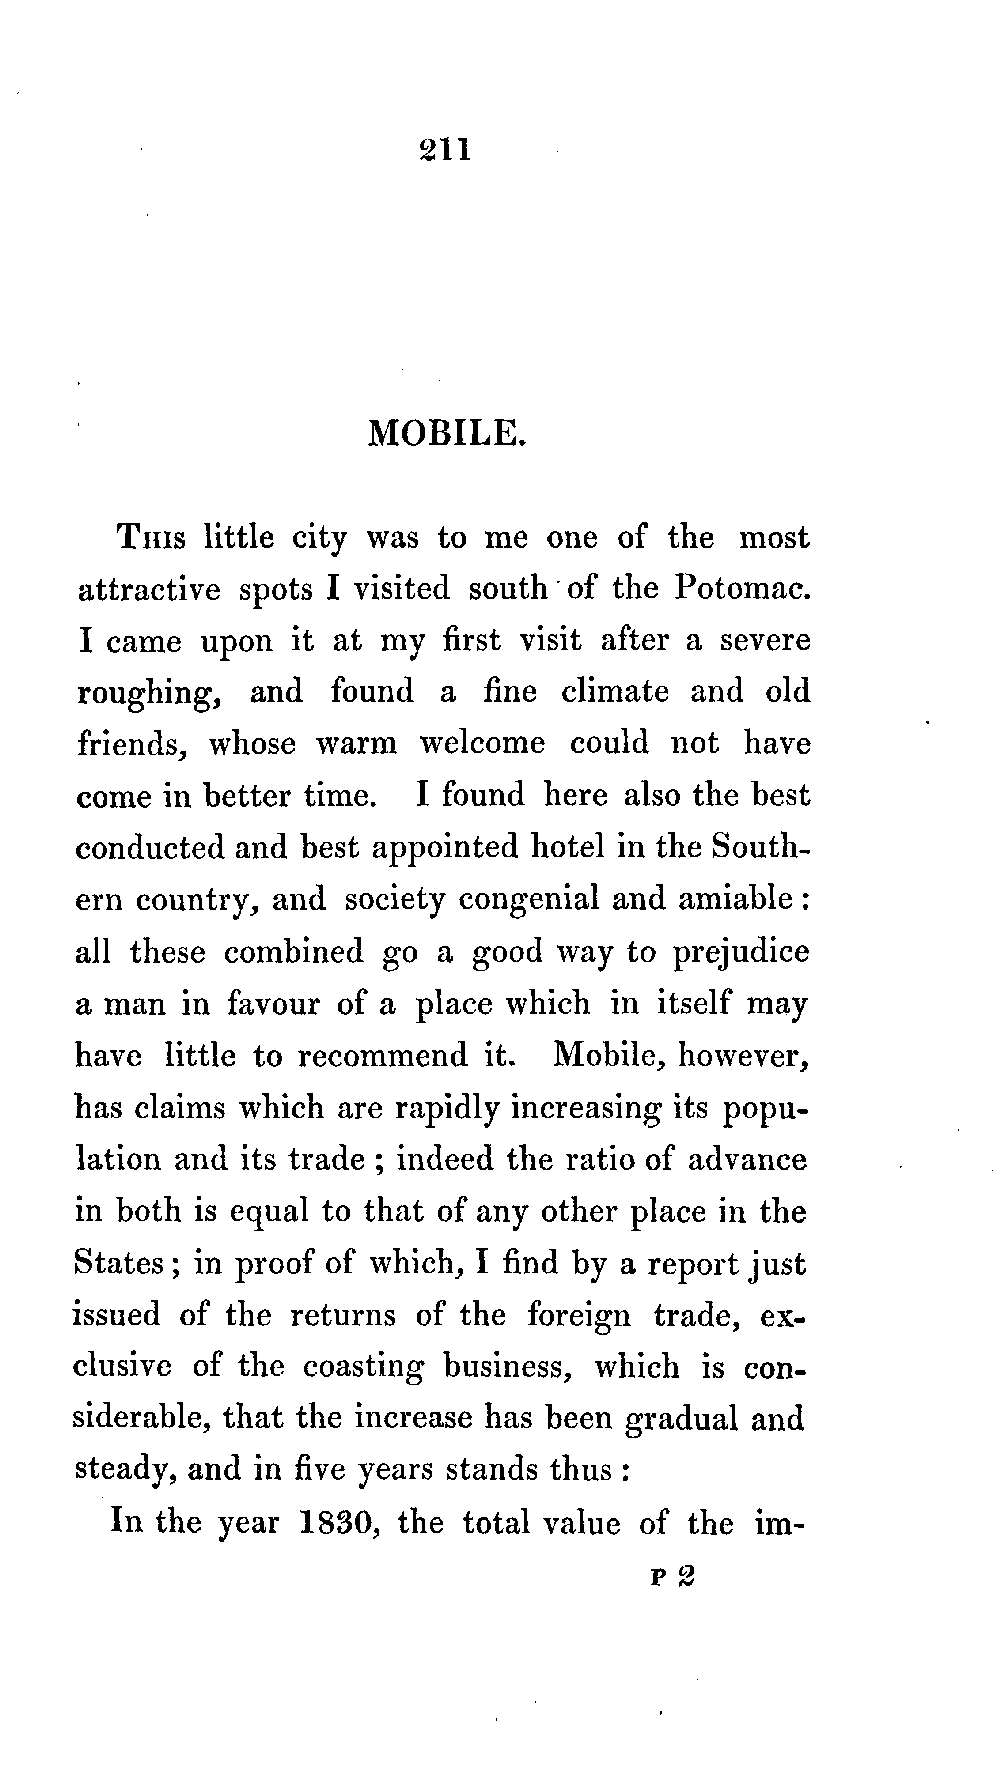 211
MOBILE.
This little city was to me one of the most
attractive spots I visited south of the Potomac.
I came upon it at my first visit after a severe
roughing, and found a fine climate and old
friends, whose warm welcome could not have
come in better time. I found here also the best
conducted and best appointed hotel in the South-
ern country, and society congenial and amiable :
all these combined go a good way to prejudice
a man in favour of a place which in itself may
have little to recommend it. Mobile, however,
has claims which are rapidly increasing its popu-
lation and its trade ; indeed the ratio of advance
in both is equal to that of any other place in the
States ; in proof of which, I find by a report just
issued of the returns of the foreign trade, ex-
clusive of the coasting business, which is con-
siderable, that the increase has been gradual and
steady, and in five years stands thus :
In the year 1830, the total value of the im-
P 2